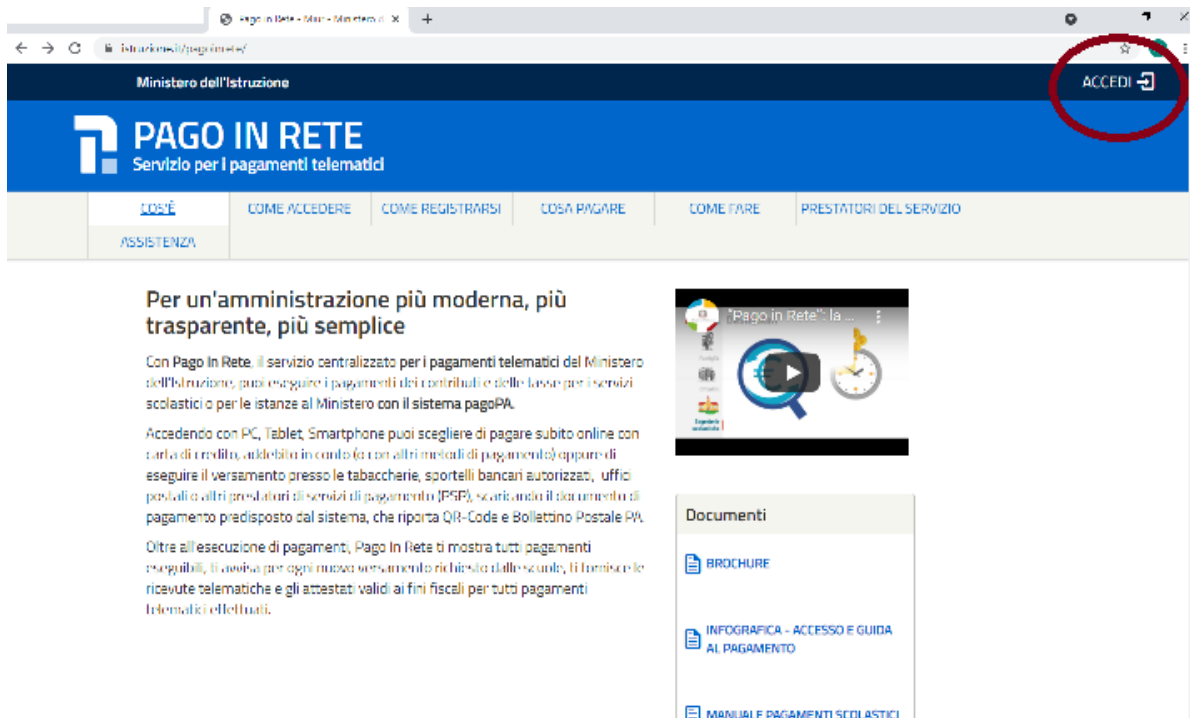 Pago in Rete - Miur - Ministero d
istruzione.it/pagoinrete/
Ministero dell'Istruzione
ACCEDI
PAGO IN RETE
Servizio per i pagamenti telematici
COS'È
COME ACCEDERE
COME REGISTRARSI
COSA PAGARE
COME FARE
PRESTATORI DEL SERVIZIO
ASSISTENZA
Per un'amministrazione più moderna, più
trasparente, più semplice
Con Pago In Rete, il servizio centralizzato per i pagamenti telematici del Ministero
dell'Istruzione, puoi eseguire i pagamenti dei contributi e delle tasse per i servizi
scolastici o per le istanze al Ministero con il sistema pagoPA.
Accedendo con PC, Tablet, Smartphone puoi scegliere di pagare subito online con
carta di credito, addebito in conto (o con altri metodi di pagamento) oppure di
eseguire il versamento presso le tabaccherie, sportelli bancari autorizzati, uffici
postali o altri prestatori di servizi di pagamento (PSP), scaricando il documento di
pagamento predisposto dal sistema, che riporta QR-Code e Bollettino Postale PA.
Oltre all'esecuzione di pagamenti, Pago In Rete ti mostra tutti pagamenti
eseguibili, ti avvisa per ogni nuovo versamento richiesto dalle scuole, ti fornisce le
ricevute telematiche e gli attestati validi ai fini fiscali per tutti pagamenti
telematici effettuati.
"Pago in Rete": la ...
Documenti
BROCHURE
INFOGRAFICA - ACCESSO E GUIDA
AL PAGAMENTO
MANUALE PAGAMENTI SCOLASTICI